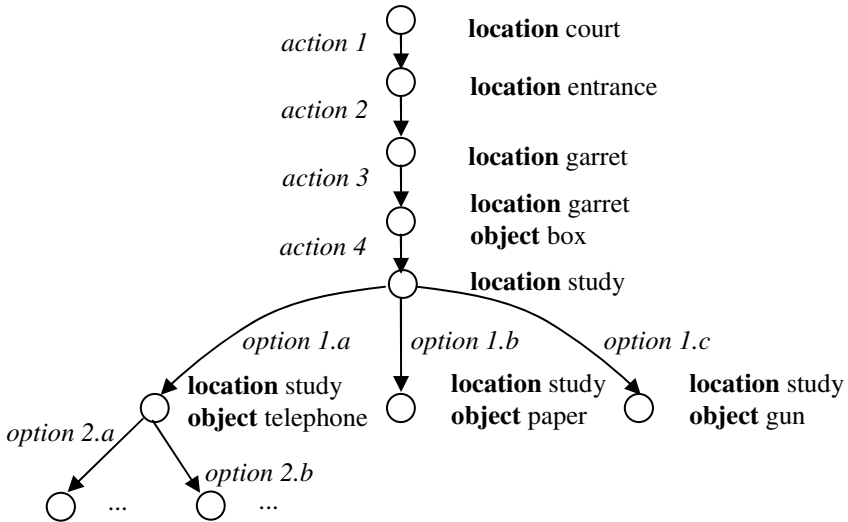 location court
action 1
location entrance
action 2
location garret
action 3
location garret
object box
action 4
location study
option 1.a
option 1.b
option 1.c
location study
object telephone
location study
object paper
location study
object gun
option 2.a
option 2.b
...
...